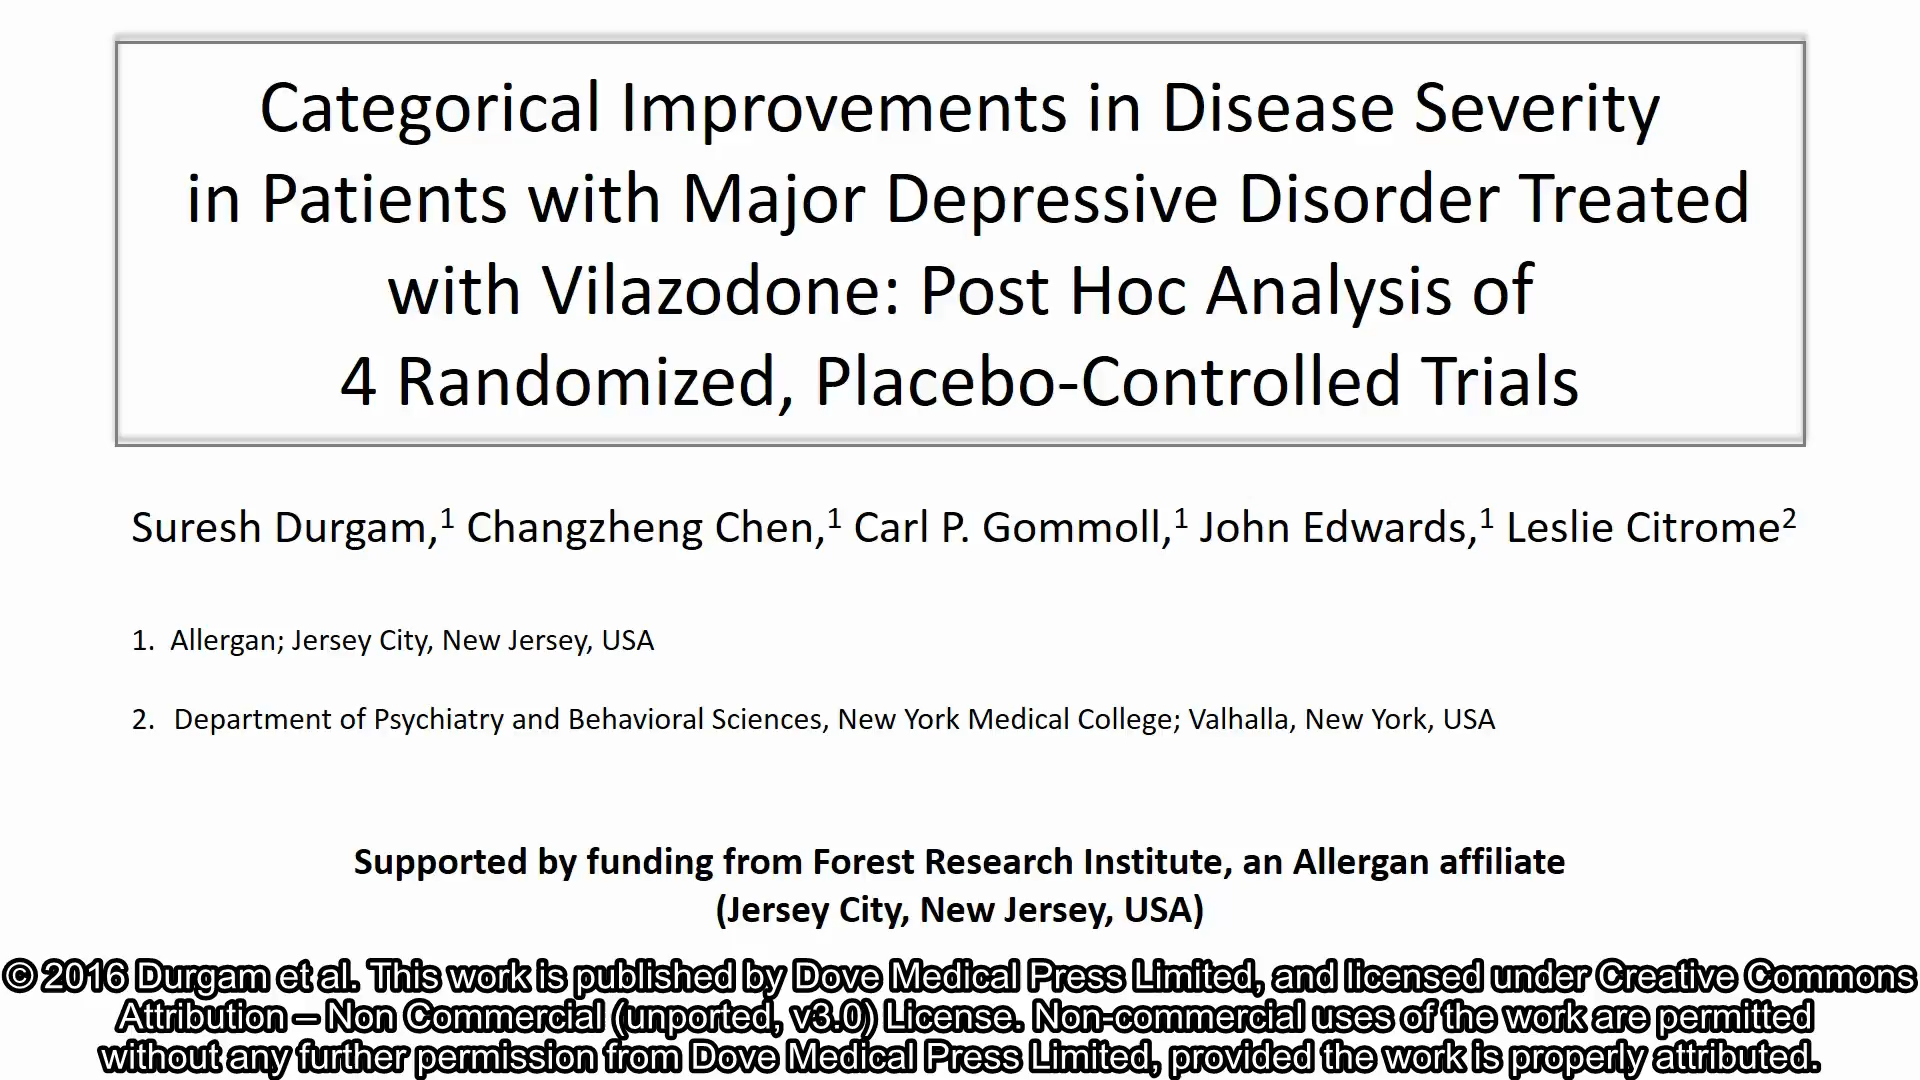 Categorical Improvements in Disease Severity
in Patients with Major Depressive Disorder Treated
with Vilazodone: Post Hoc Analysis of
4 Randomized, Placebo-Controlled Trials
Suresh Durgam,¹ Changzheng Chen,¹ Carl P. Gommoll,¹ John Edwards,¹ Leslie Citrome²
1. Allergan; Jersey City, New Jersey, USA
2. Department of Psychiatry and Behavioral Sciences, New York Medical College; Valhalla, New York, USA
Supported by funding from Forest Research Institute, an Allergan affiliate
(Jersey City, New Jersey, USA)
© 2016 Durgam et al. This work is published by Dove Medical Press Limited, and licensed under Creative Commons
Attribution – Non Commercial (unported, v3.0) License. Non-commercial uses of the work are permitted
without any further permission from Dove Medical Press Limited, provided the work is properly attributed.